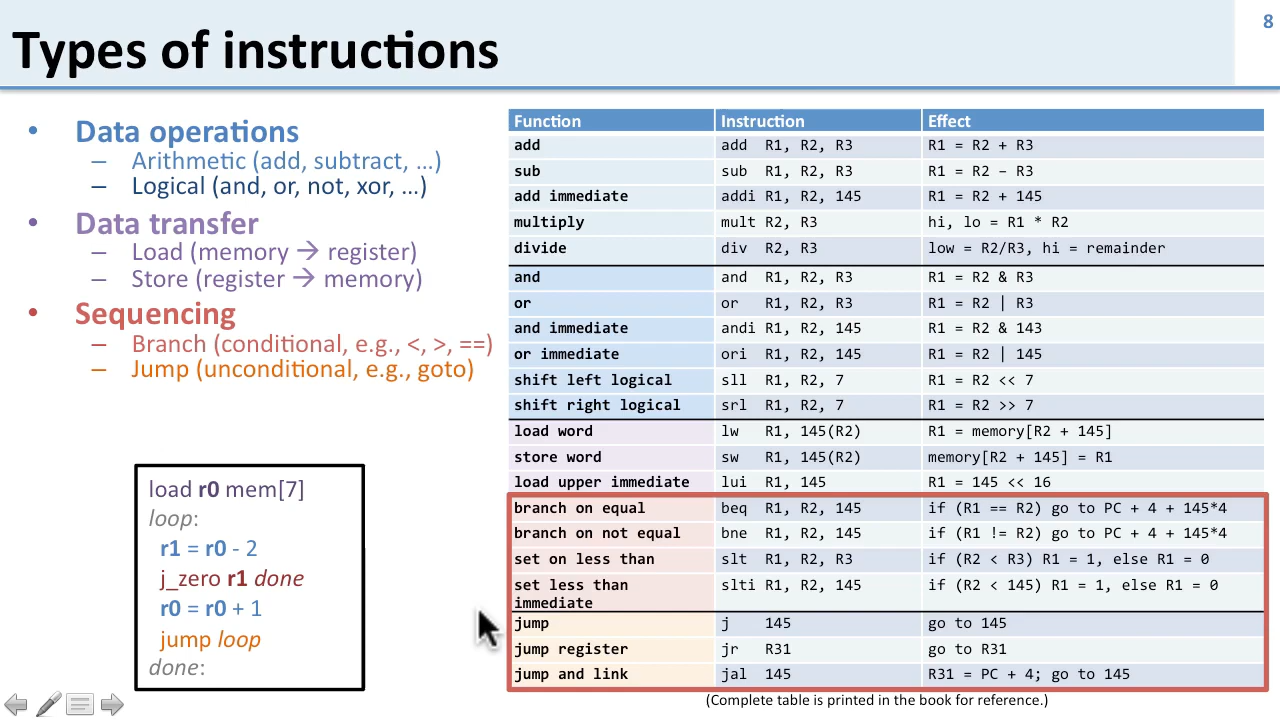 8
Types of instructions
• Data operations
– Arithmetic (add, subtract, …)
– Logical (and, or, not, xor, …)
• Data transfer
– Load (memory → register)
– Store (register → memory)
• Sequencing
– Branch (conditional, e.g., <, >, ==)
– Jump (unconditional, e.g., goto)
load r0 mem[7]
loop:
r1 = r0 - 2
j_zero r1 done
r0 = r0 + 1
jump loop
done:
Function Instruction Effect
add add R1, R2, R3 R1 = R2 + R3
sub sub R1, R2, R3 R1 = R2 – R3
add immediate addi R1, R2, 145 R1 = R2 + 145
multiply mult R2, R3 hi, lo = R1 * R2
divide div R2, R3 low = R2/R3, hi = remainder
and and R1, R2, R3 R1 = R2 & R3
or or R1, R2, R3 R1 = R2 | R3
and immediate andi R1, R2, 145 R1 = R2 & 143
or immediate ori R1, R2, 145 R1 = R2 | 145
shift left logical sll R1, R2, 7 R1 = R2 << 7
shift right logical srl R1, R2, 7 R1 = R2 >> 7
load word lw R1, 145(R2) R1 = memory[R2 + 145]
store word sw R1, 145(R2) memory[R2 + 145] = R1
load upper immediate lui R1, 145 R1 = 145 << 16
branch on equal beq R1, R2, 145 if (R1 == R2) go to PC + 4 + 145*4
branch on not equal bne R1, R2, 145 if (R1 != R2) go to PC + 4 + 145*4
set on less than slt R1, R2, R3 if (R2 < R3) R1 = 1, else R1 = 0
set less than slti R1, R2, 145 if (R2 < 145) R1 = 1, else R1 = 0
immediate
jump j 145 go to 145
jump register jr R31 go to R31
jump and link jal 145 R31 = PC + 4; go to 145
(Complete table is printed in the book for reference.)